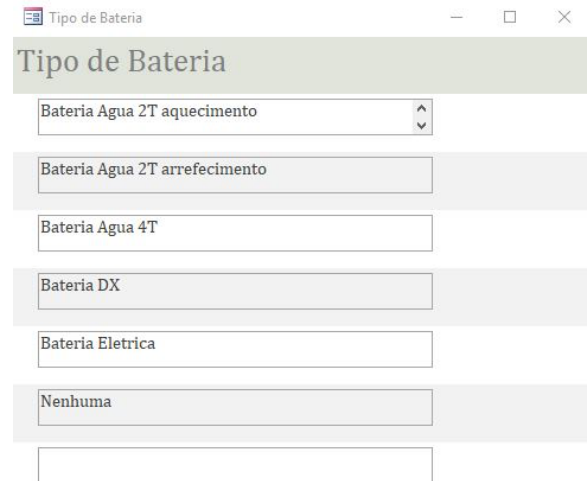 Tipo de Bateria
Tipo de Bateria
Bateria Agua 2T aquecimento
Bateria Agua 2T arrefecimento
Bateria Agua 4T
Bateria DX
Bateria Eletrica
Nenhuma